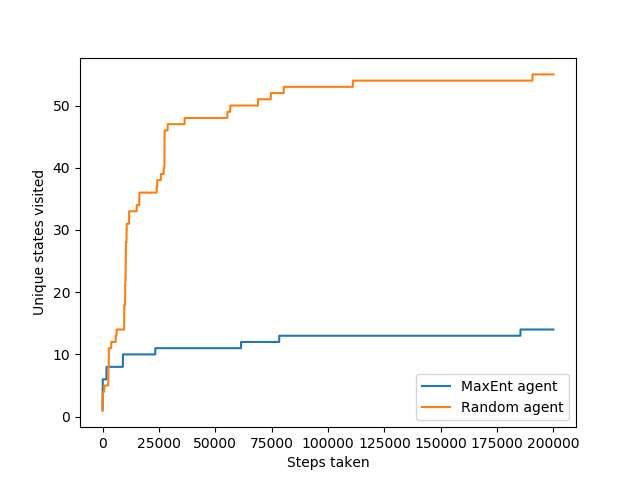 50
40
30
20
10
0
Unique states visited
MaxEnt agent
Random agent
0 25000 50000 75000 100000 125000 150000 175000 200000
Steps taken